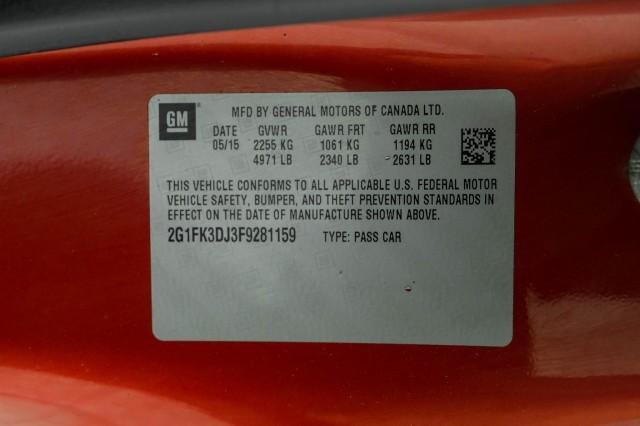 GM
MFD BY GENERAL MOTORS OF CANADA LTD.
DATE GVWR GAWR FRT GAWR RR
05/15 2255 KG 1061 KG 1194 KG
4971 LB 2340 LB 2631 LB
THIS VEHICLE CONFORMS TO ALL APPLICABLE U.S. FEDERAL MOTOR
VEHICLE SAFETY, BUMPER, AND THEFT PREVENTION STANDARDS IN
EFFECT ON THE DATE OF MANUFACTURE SHOWN ABOVE.
2G1FK3DJ3F9281159 TYPE: PASS CAR